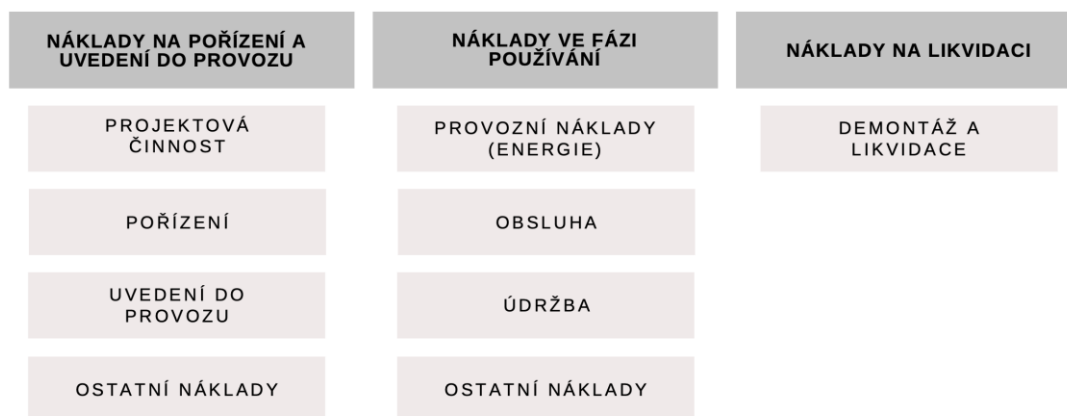 NÁKLADY NA POŘÍZENÍ A
UVEDENÍ DO PROVOZU
PROJEKTOVÁ
ČINNOST
POŘÍZENÍ
UVEDENÍ DO
PROVOZU
OSTATNÍ NÁKLADY
NÁKLADY VE FÁZI
POUŽÍVÁNÍ
PROVOZNÍ NÁKLADY
(ENERGIE)
OBSLUHA
ÚDRŽBA
OSTATNÍ NÁKLADY
NÁKLADY NA LIKVIDACI
DEMONTÁŽ A
LIKVIDACE